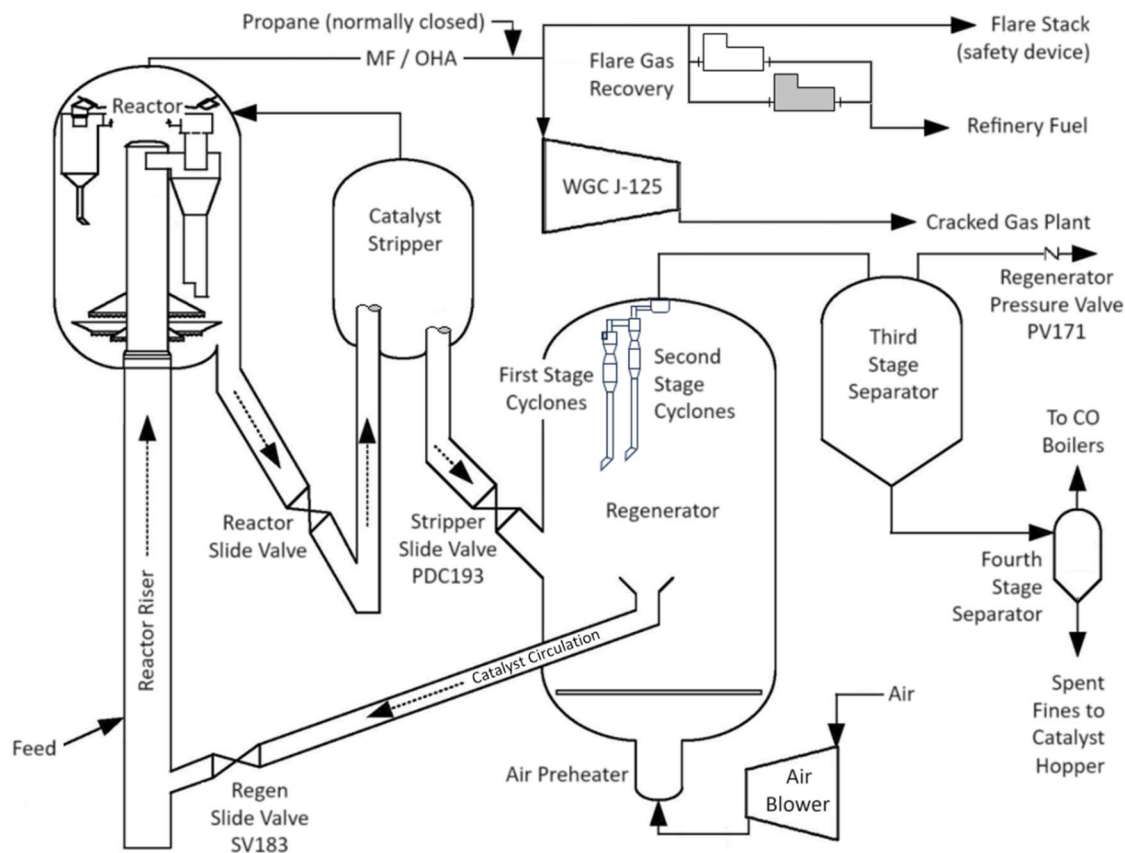 Propane (normally closed)
MF / OHA
Flare Stack
(safety device)
Flare Gas
Recovery
Refinery Fuel
Reactor
WGC J-125
Catalyst
Stripper
Cracked Gas Plant
Regenerator
Pressure Valve
PV171
Third
Stage
Separator
First Stage
Cyclones
Second
Stage
Cyclones
To CO
Boilers
Reactor
Slide Valve
Stripper
Slide Valve
PDC193
Regenerator
Fourth
Stage
Separator
Reactor Riser
Catalyst Circulation
Spent
Fines to
Catalyst
Hopper
Air
Feed
Air Preheater
Air
Blower
Regen
Slide Valve
SV183